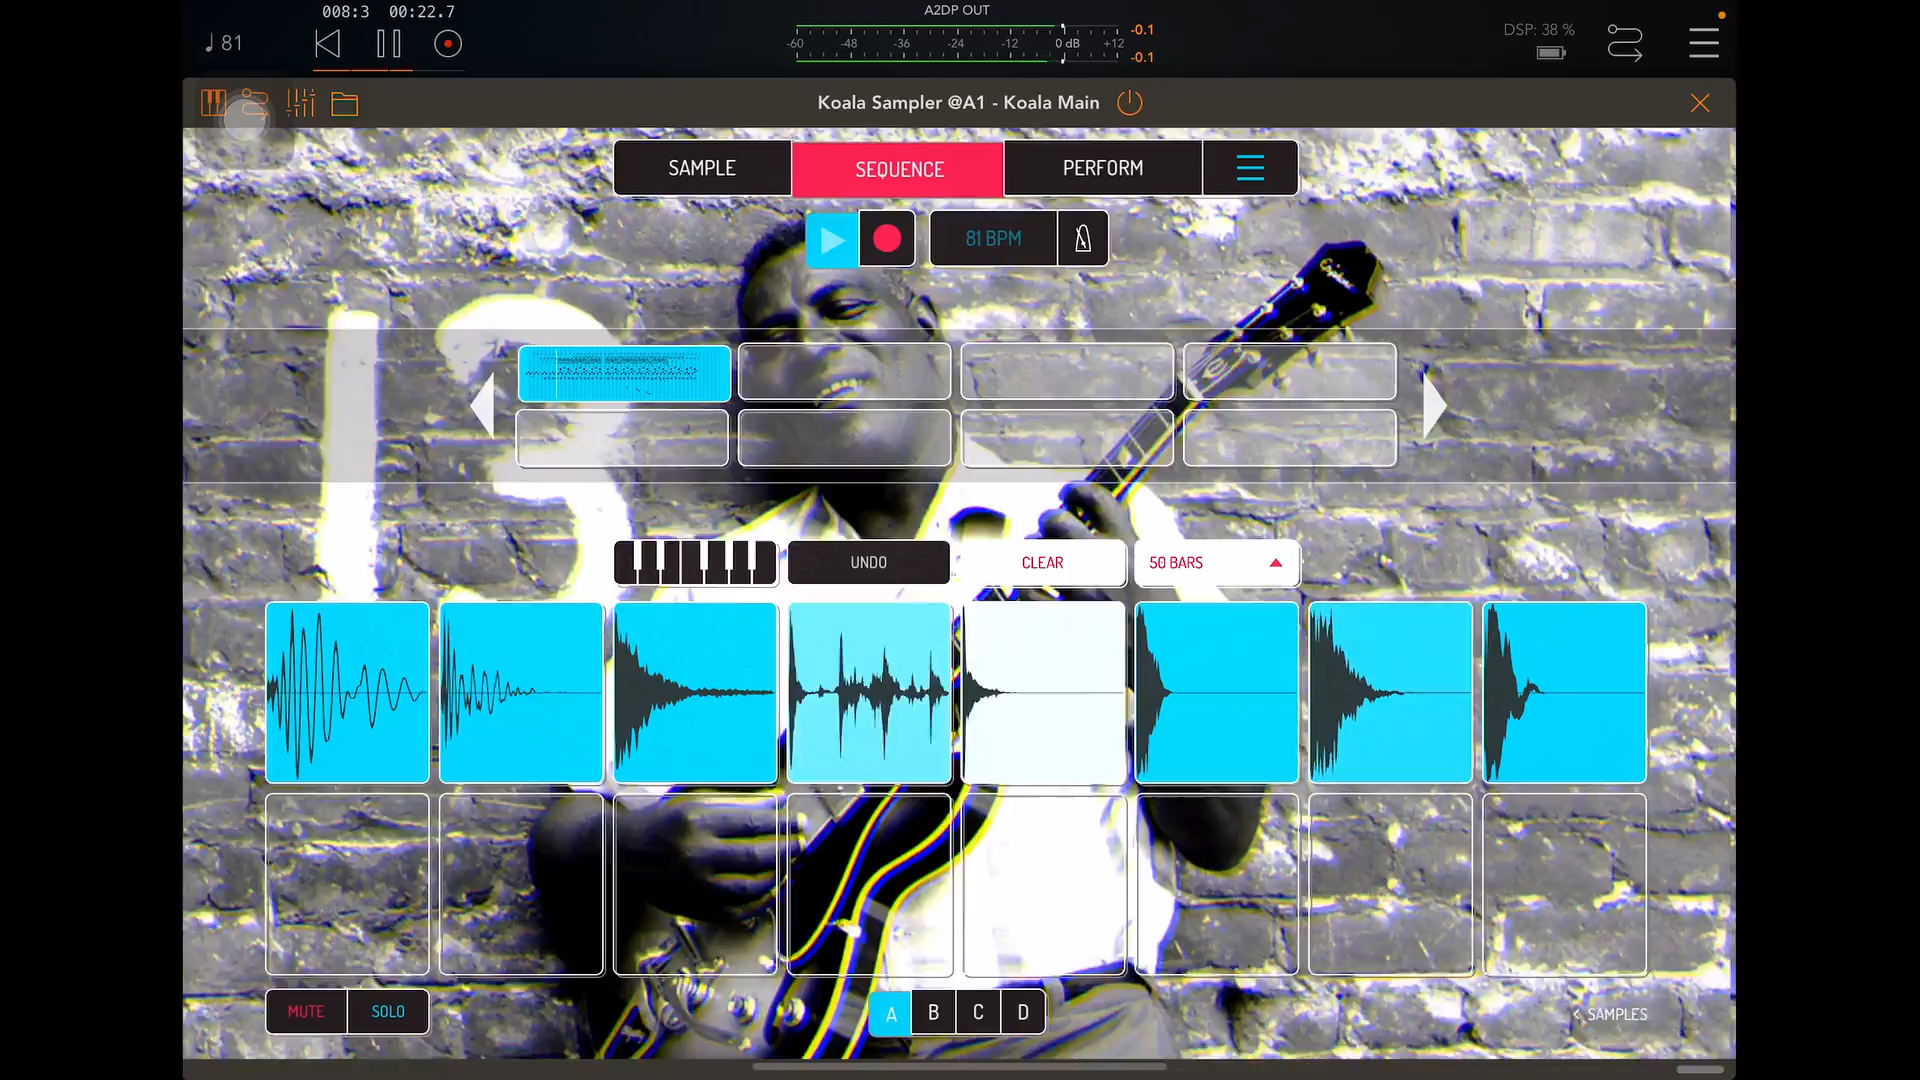 008:3 00:22.7
81
A2DP OUT
-60 -48 -36 -24 -12 0 dB +12
-0.1
-0.1
DSP: 38 %
Koala Sampler @A1 - Koala Main
SAMPLE SEQUENCE PERFORM
81 BPM
13
Epiphone
UNDO CLEAR 50 BARS
MUTE SOLO A B C D < SAMPLES